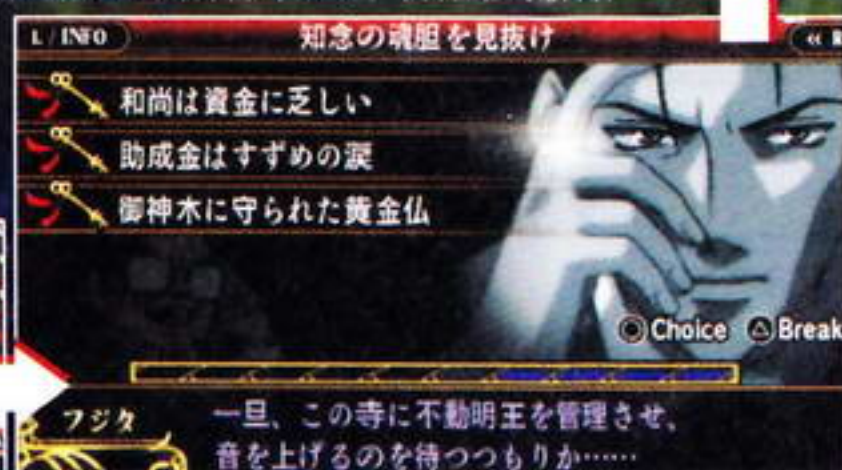 L / INFO
知念の魂胆を見抜け
和尚は資金に乏しい
助成金はすずめの涙
御神木に守られた黄金仏
Choice
Break
フジタ
一旦、この寺に不動明王を管理させ、
音を上げるのを待つつもりか……